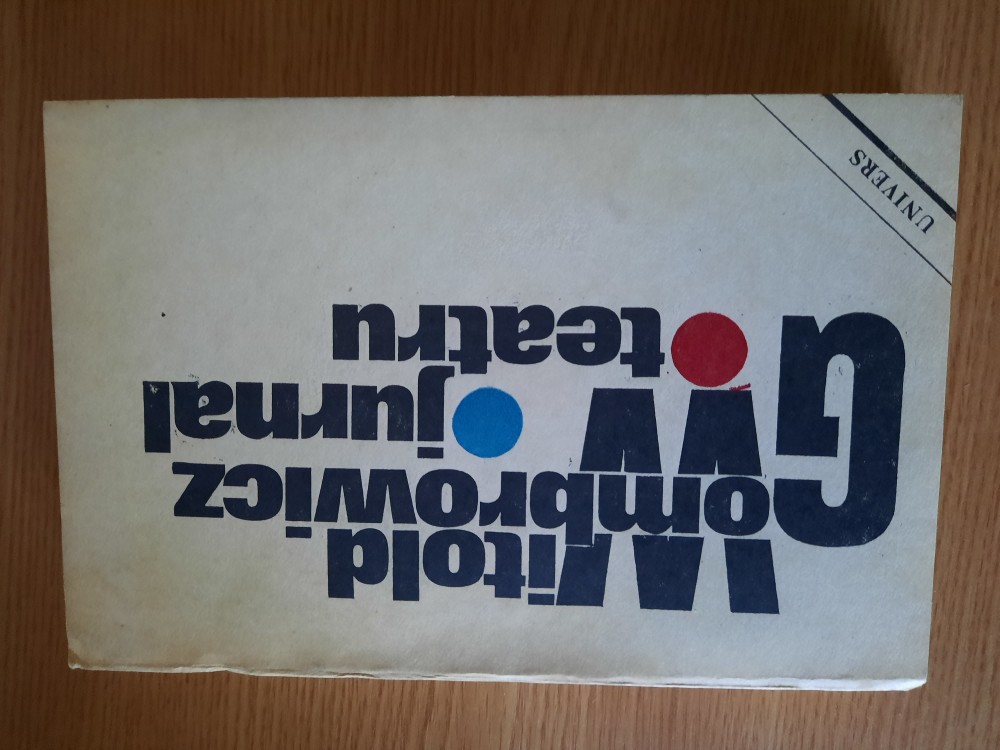 Witold
Gombrowicz
W jurnal
teatru
UNIVERS